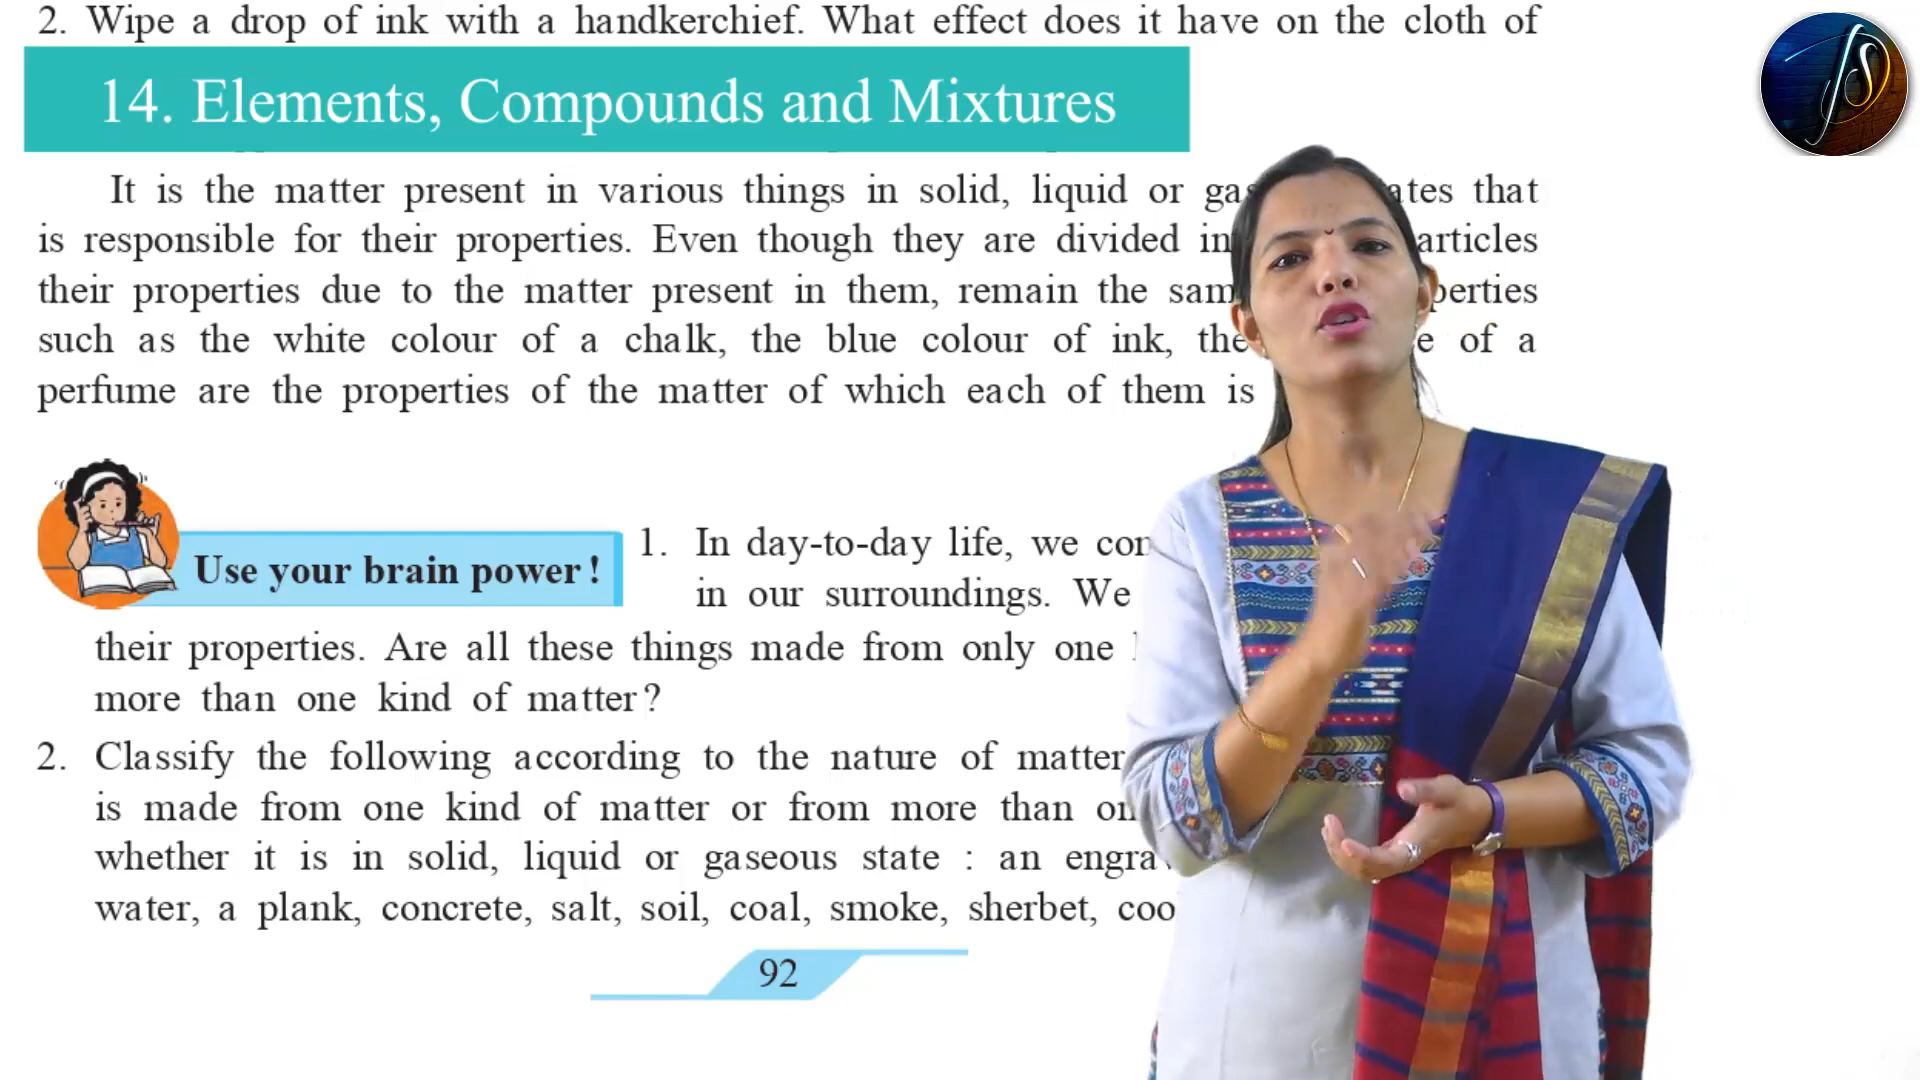 2. Wipe a drop of ink with a handkerchief. What effect does it have on the cloth of
14. Elements, Compounds and Mixtures
It is the matter present in various things in solid, liquid or that
is responsible for their properties. Even though they are divided
their properties due to the matter present in them, remain the
such as the white colour of a chalk, the blue colour of ink, the of a
perfume are the properties of the matter of which each of them is
Use your brain power!
1. In day-to-day life, we
in our surroundings. We
their properties. Are all these things made from only one
more than one kind of matter?
2. Classify the following according to the nature of matter
is made from one kind of matter or from more than
whether it is in solid, liquid or gaseous state : an
water, a plank, concrete, salt, soil, coal, smoke, sherbet,
92